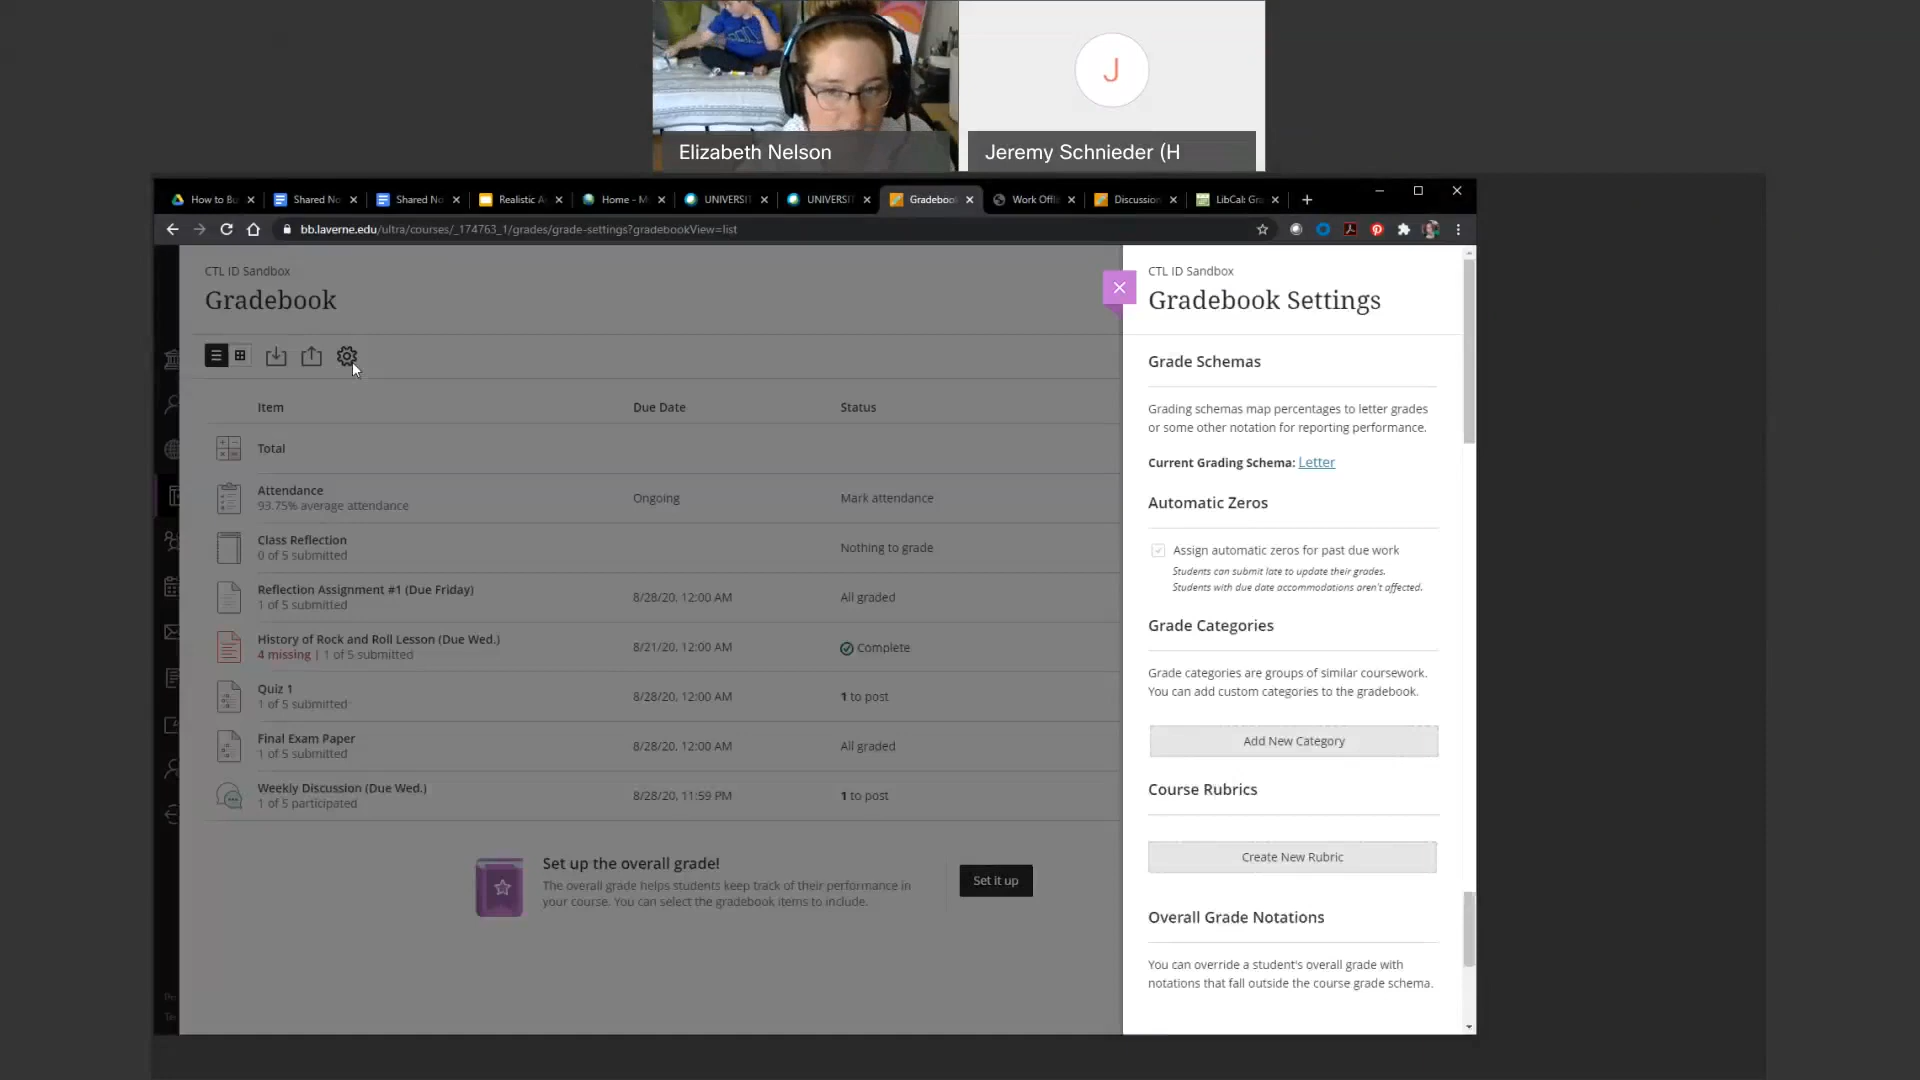 J
Elizabeth Nelson
Jeremy Schnieder (H
How to Bu
Shared No
Shared No
Realistic A
Home - M
UNIVERSIT
UNIVERSIT
Gradeboo
Work Offli
Discussion
LibCal: Gra
bb.laverne.edu/ultra/courses/_174763_1/grades/grade-settings?gradebookView=list
CTL ID Sandbox
Gradebook
Item Due Date Status
Total
Attendance
93.75% average attendance
Ongoing
Mark attendance
Class Reflection
0 of 5 submitted
Nothing to grade
Reflection Assignment #1 (Due Friday)
1 of 5 submitted
8/28/20, 12:00 AM
All graded
History of Rock and Roll Lesson (Due Wed.)
4 missing | 1 of 5 submitted
8/21/20, 12:00 AM
Complete
Quiz 1
1 of 5 submitted
8/28/20, 12:00 AM
1 to post
Final Exam Paper
1 of 5 submitted
8/28/20, 12:00 AM
All graded
Weekly Discussion (Due Wed.)
1 of 5 participated
8/28/20, 11:59 PM
1 to post
Set up the overall grade!
The overall grade helps students keep track of their performance in
your course. You can select the gradebook items to include.
Set it up
CTL ID Sandbox
Gradebook Settings
Grade Schemas
Grading schemas map percentages to letter grades
or some other notation for reporting performance.
Current Grading Schema: Letter
Automatic Zeros
Assign automatic zeros for past due work
Students can submit late to update their grades.
Students with due date accommodations aren't affected.
Grade Categories
Grade categories are groups of similar coursework.
You can add custom categories to the gradebook.
Add New Category
Course Rubrics
Create New Rubric
Overall Grade Notations
You can override a student's overall grade with
notations that fall outside the course grade schema.